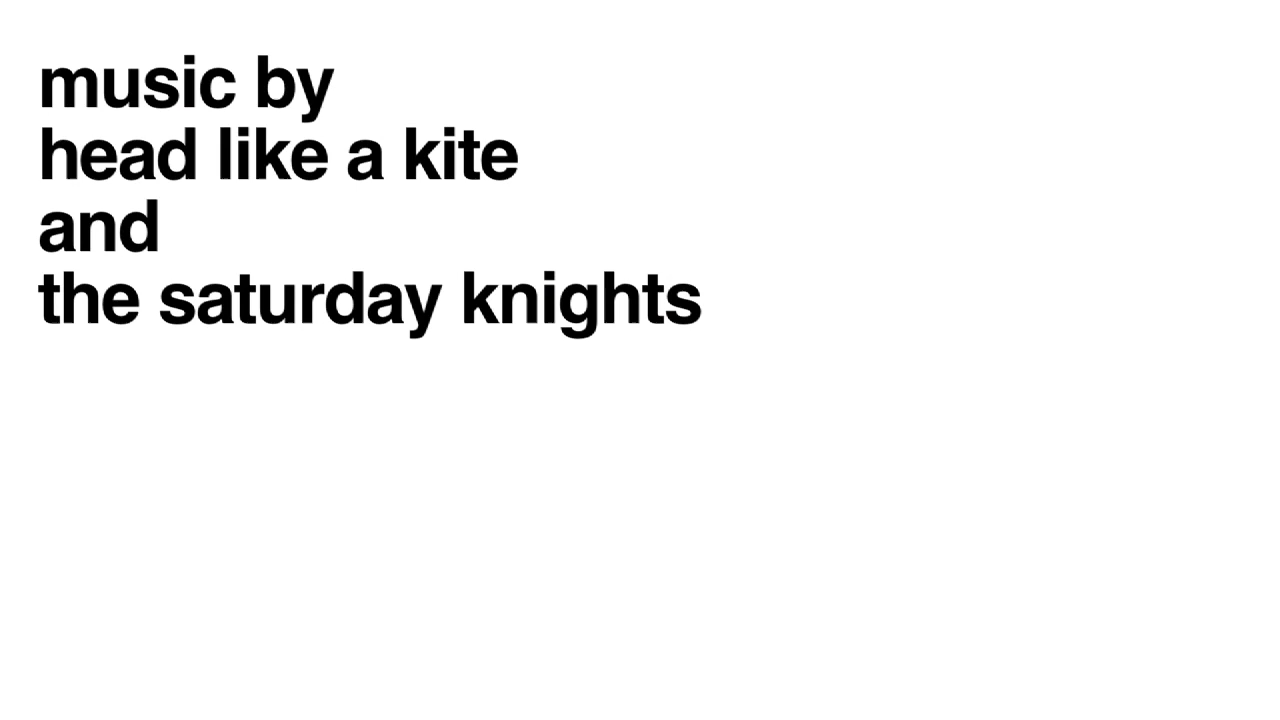 music by
head like a kite
and
the saturday knights